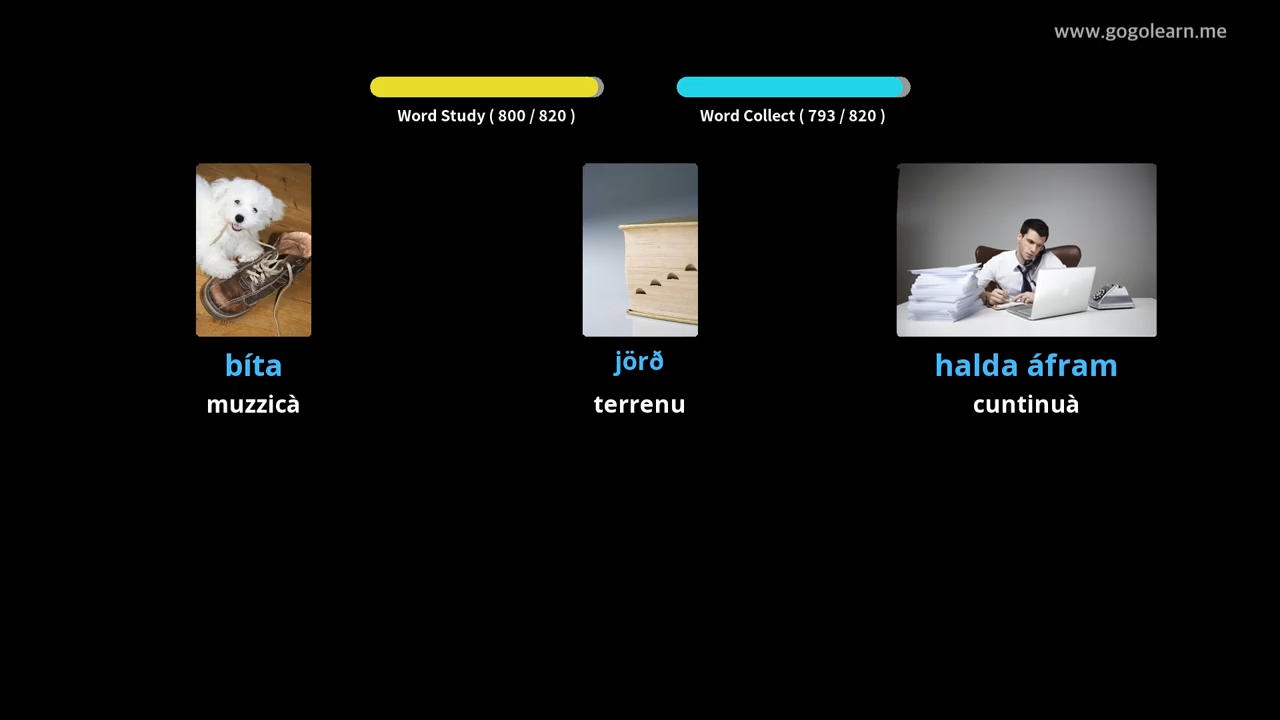 www.gogolearn.me
Word Study ( 800 / 820 )
Word Collect ( 793 / 820 )
bíta
jörð
halda áfram
muzzicà
terrenu
cuntinuà